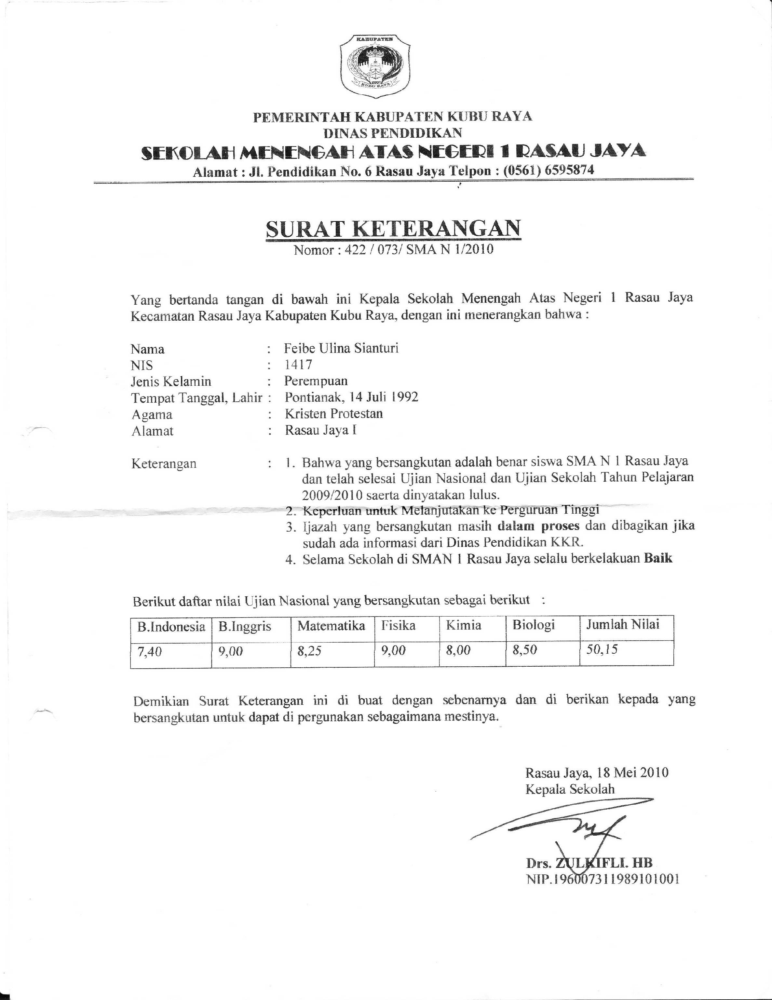 KABUPATEN
2007
KUBU RAYA
PEMERINTAH KABUPATEN KUBU RAYA
DINAS PENDIDIKAN
SEKOLAH MENENGAH ATAS NEGERI 1 RASAU JAYA
Alamat : Jl. Pendidikan No. 6 Rasau Jaya Telpon : (0561) 6595874
SURAT KETERANGAN
Nomor : 422 / 073/ SMA N 1/2010
Yang bertanda tangan di bawah ini Kepala Sekolah Menengah Atas Negeri 1 Rasau Jaya
Kecamatan Rasau Jaya Kabupaten Kubu Raya, dengan ini menerangkan bahwa :
Nama : Feibe Ulina Sianturi
NIS : 1417
Jenis Kelamin : Perempuan
Tempat Tanggal, Lahir : Pontianak, 14 Juli 1992
Agama : Kristen Protestan
Alamat : Rasau Jaya I
Keterangan : 1. Bahwa yang bersangkutan adalah benar siswa SMA N 1 Rasau Jaya
dan telah selesai Ujian Nasional dan Ujian Sekolah Tahun Pelajaran
2009/2010 saerta dinyatakan lulus.
2. Keperluan untuk Melanjutakan ke Perguruan Tinggi
3. Ijazah yang bersangkutan masih dalam proses dan dibagikan jika
sudah ada informasi dari Dinas Pendidikan KKR.
4. Selama Sekolah di SMAN 1 Rasau Jaya selalu berkelakuan Baik
Berikut daftar nilai Ujian Nasional yang bersangkutan sebagai berikut :
B.Indonesia B.Inggris Matematika Fisika Kimia Biologi Jumlah Nilai
7,40 9,00 8,25 9,00 8,00 8,50 50,15
Demikian Surat Keterangan ini di buat dengan sebenarnya dan di berikan kepada yang
bersangkutan untuk dapat di pergunakan sebagaimana mestinya.
Rasau Jaya, 18 Mei 2010
Kepala Sekolah
Drs. ZULKIFLI. HB
NIP.196007311989101001